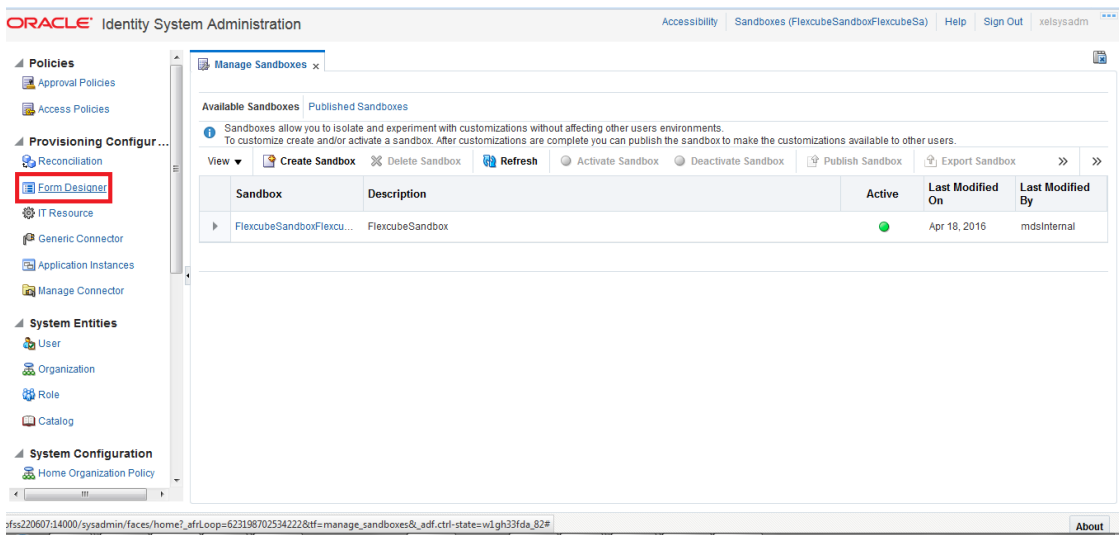 ORACLE Identity System Administration
Accessibility Sandboxes (FlexcubeSandboxFlexcubeSa) Help Sign Out xelsysadm
Policies
Approval Policies
Access Policies
Provisioning Configur...
Reconciliation
Form Designer
IT Resource
Generic Connector
Application Instances
Manage Connector
System Entities
User
Organization
Role
Catalog
System Configuration
Home Organization Policy
Manage Sandboxes x
Available Sandboxes Published Sandboxes
Sandboxes allow you to isolate and experiment with customizations without affecting other users environments.
To customize create and/or activate a sandbox. After customizations are complete you can publish the sandbox to make the customizations available to other users.
View Create Sandbox Delete Sandbox Refresh Activate Sandbox Deactivate Sandbox Publish Sandbox Export Sandbox » »
Sandbox Description Active Last Modified On Last Modified By
FlexcubeSandboxFlexcu... FlexcubeSandbox Apr 18, 2016 mdsInternal
ofss220607:14000/sysadmin/faces/home?_afrLoop=6231987025342228&tf=manage_sandboxes&_adf.ctrl-state=w1gh33fda_82#
About